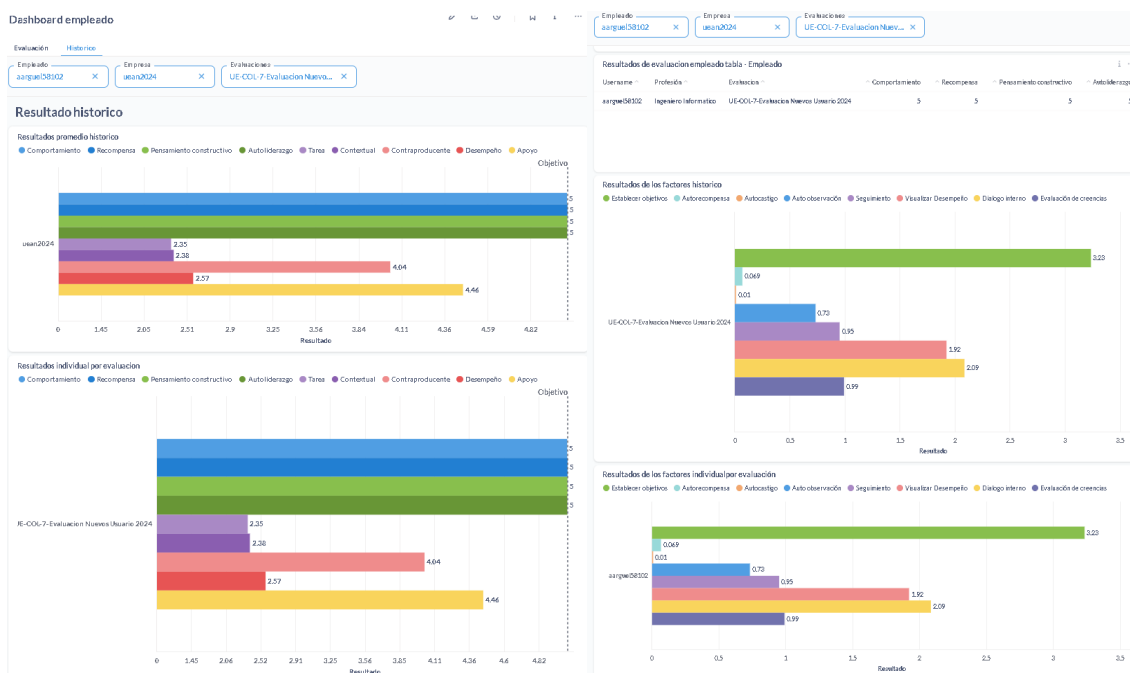 Dashboard empleado
Evaluación Historico
Empleado Empresa Evaluaciones
aarguel58102 × uean2024 × UE-COL-7-Evaluacion Nuevo... ×
Resultado historico
Resultados promedio historico
Comportamiento Recompensa Pensamiento constructivo Autoliderazgo Tarea Contextual Contraproducente Desempeño Apoyo
Objetivo
5
5
5
5
uean2024
2.35
2.38
4.04
2.57
4.46
0 1.45 2.05 2.51 2.9 3.25 3.56 3.84 4.11 4.36 4.59 4.82
Resultado
Resultados individual por evaluacion
Comportamiento Recompensa Pensamiento constructivo Autoliderazgo Tarea Contextual Contraproducente Desempeño Apoyo
Objetivo
5
5
5
5
UE-COL-7-Evaluacion Nuevos Usuario 2024
2.35
2.38
4.04
2.57
4.46
0 1.45 2.06 2.52 2.91 3.25 3.56 3.85 4.11 4.36 4.6 4.82
Resultado
Empleado Empresa Evaluaciones
aarguel58102 × uean2024 × UE-COL-7-Evaluacion Nuev... ×
Resultados de evaluacion empleado tabla - Empleado
Username Profesión Evaluacion Comportamiento Recompensa Pensamiento constructivo Autoliderazgo
aarguel58102 Ingeniero Informatico UE-COL-7-Evaluacion Nuevos Usuario 2024 5 5 5 5
Resultados de los factores historico
Establecer objetivos Autorecompensa Autocastigo Auto observación Seguimiento Visualizar Desempeño Dialogo interno Evaluación de creencias
3.23
0.069
0.01
0.73
UE-COL-7-Evaluacion Nuevos Usuario 2024
0.95
1.92
2.09
0.99
0 0.5 1 1.5 2 2.5 3 3.5
Resultado
Resultados de los factores individual por evaluación
Establecer objetivos Autorecompensa Autocastigo Auto observación Seguimiento Visualizar Desempeño Dialogo interno Evaluación de creencias
3.23
0.069
0.01
0.73
aarguel58102
0.95
1.92
2.09
0.99
0 0.5 1 1.5 2 2.5 3 3.5
Resultado